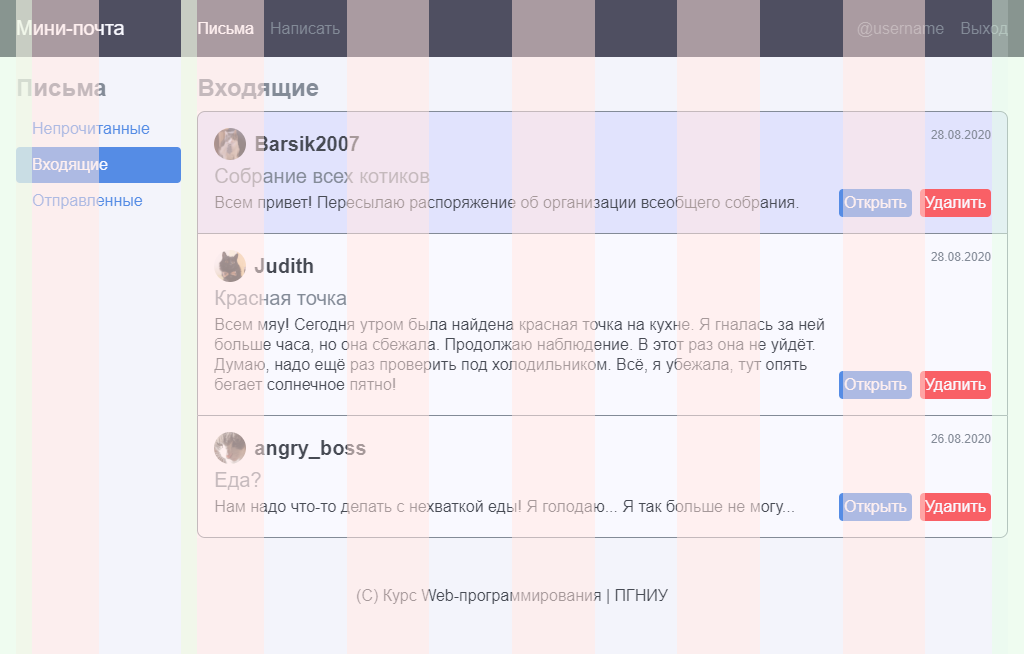 Мини-почта Письма Написать @username Выход
Письма
Непрочитанные
Входящие
Отправленные
Входящие
Barsik2007 28.08.2020
Собрание всех котиков
Всем привет! Пересылаю распоряжение об организации всеобщего собрания. Открыть Удалить
Judith 28.08.2020
Красная точка
Всем мяу! Сегодня утром была найдена красная точка на кухне. Я гналась за ней
больше часа, но она сбежала. Продолжаю наблюдение. В этот раз она не уйдёт.
Думаю, надо ещё раз проверить под холодильником. Всё, я убежала, тут опять
бегает солнечное пятно! Открыть Удалить
angry_boss 26.08.2020
Еда?
Нам надо что-то делать с нехваткой еды! Я голодаю... Я так больше не могу... Открыть Удалить
(C) Курс Web-программирования | ПГНИУ